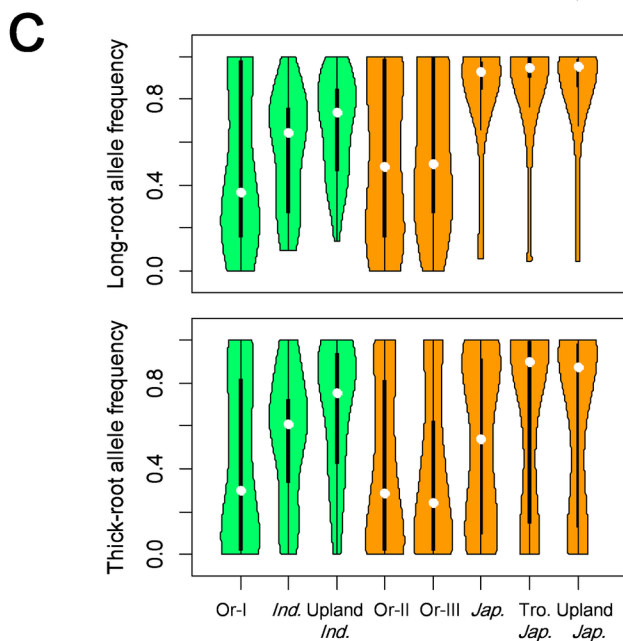 C
Long-root allele frequency
0.8
0.4
0.0
Thick-root allele frequency
0.8
0.4
0.0
Or-I Ind. Upland Or-II Or-III Jap. Tro. Upland
Ind. Jap. Jap.